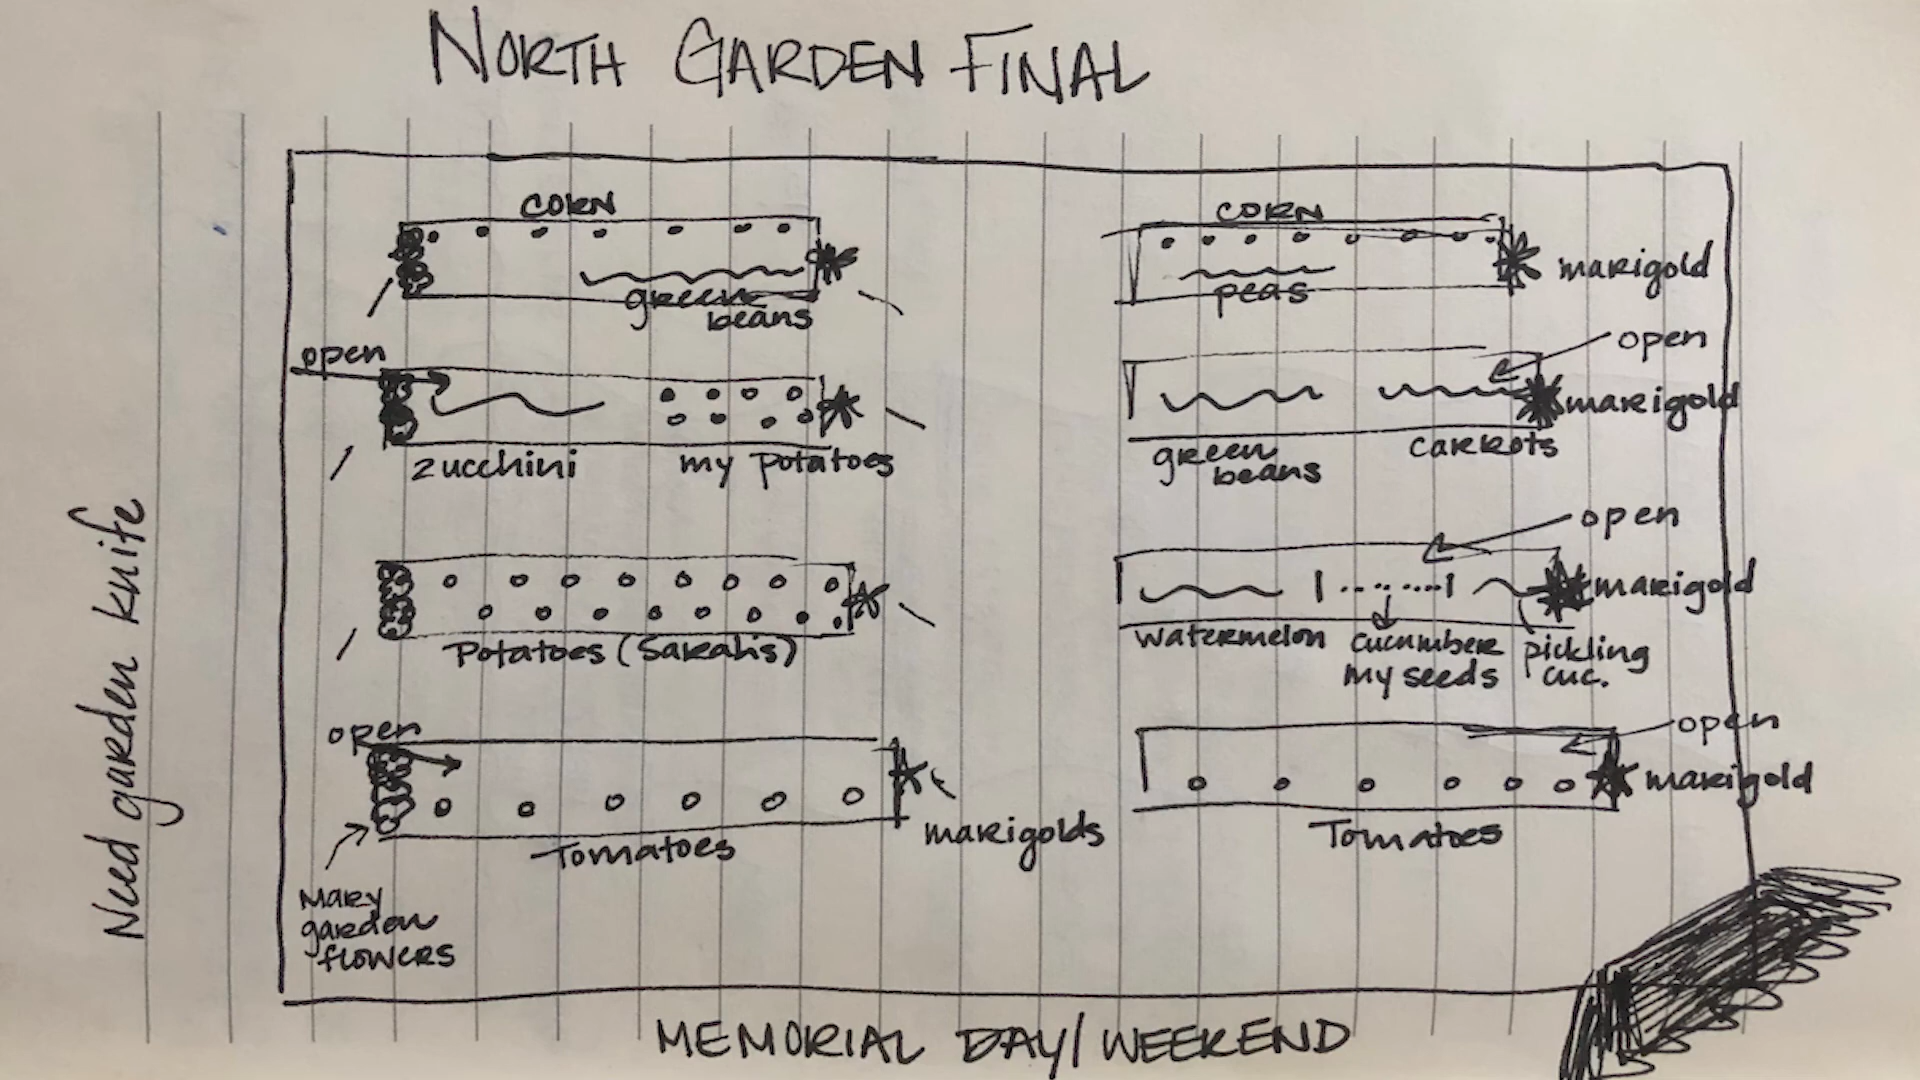 NORTH GARDEN FINAL
CORN
green
beans
open
zucchini
my potatoes
Potatoes (Sarahs)
open
Tomatoes
marigolds
Mary
garden
flowers
CORN
peas
marigold
open
marigold
green
beans
carrots
open
marigold
watermelon
cucumber
my seeds
pickling
cuc.
open
marigold
Tomatoes
Need garden knife
MEMORIAL DAY/WEEKEND